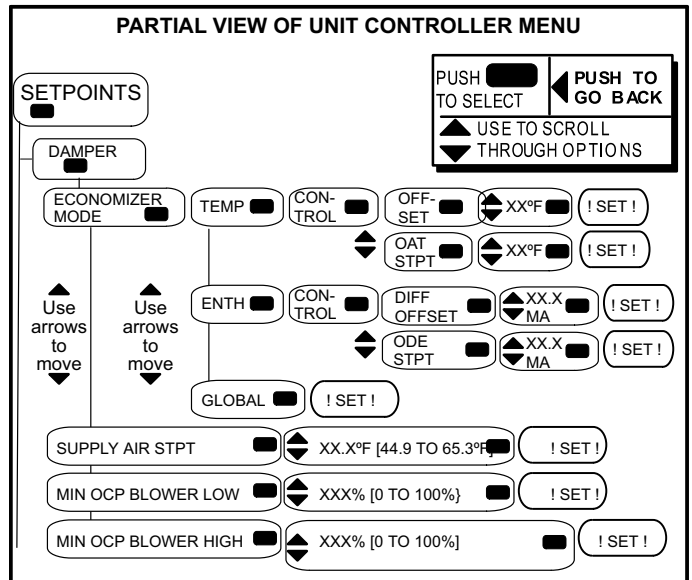 PARTIAL VIEW OF UNIT CONTROLLER MENU
PUSH
TO SELECT
PUSH TO
GO BACK
USE TO SCROLL
THROUGH OPTIONS
SETPOINTS
DAMPER
ECONOMIZER
MODE
TEMP
CON-
TROL
OFF-
SET
XXºF
! SET !
OAT
STPT
XXºF
! SET !
Use
arrows
to
move
Use
arrows
to
move
ENTH
CON-
TROL
DIFF
OFFSET
XX.X
MA
! SET !
ODE
STPT
XX.X
MA
! SET !
GLOBAL
! SET !
SUPPLY AIR STPT
XX.XºF [44.9 TO 65.3ºF]
! SET !
MIN OCP BLOWER LOW
XXX% [0 TO 100%}
! SET !
MIN OCP BLOWER HIGH
XXX% [0 TO 100%]
! SET !